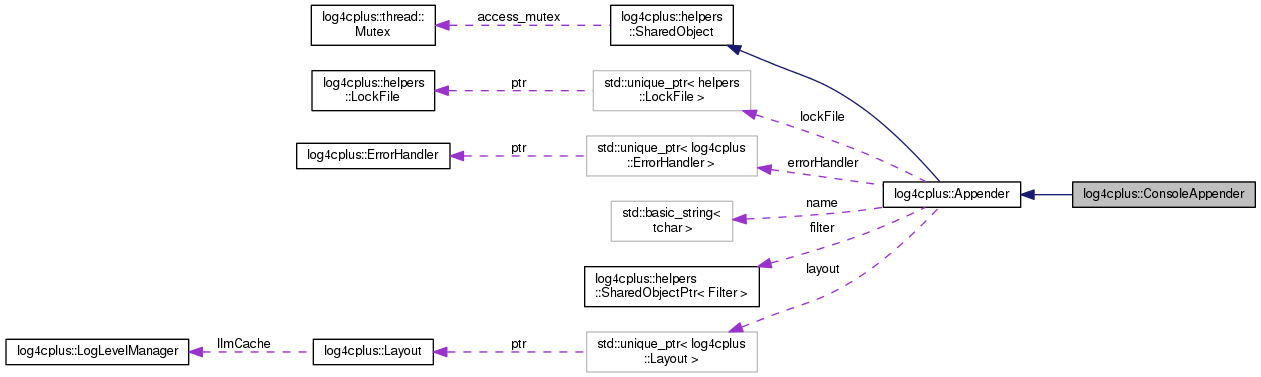 log4cplus::thread::
Mutex
access_mutex
log4cplus::helpers
::SharedObject
log4cplus::helpers
::LockFile
ptr
std::unique_ptr< helpers
::LockFile >
lockFile
log4cplus::ErrorHandler
ptr
std::unique_ptr< log4cplus
::ErrorHandler >
errorHandler
log4cplus::Appender
log4cplus::ConsoleAppender
std::basic_string<
tchar >
name
filter
log4cplus::helpers
::SharedObjectPtr< Filter >
layout
log4cplus::LogLevelManager
llmCache
log4cplus::Layout
ptr
std::unique_ptr< log4cplus
::Layout >